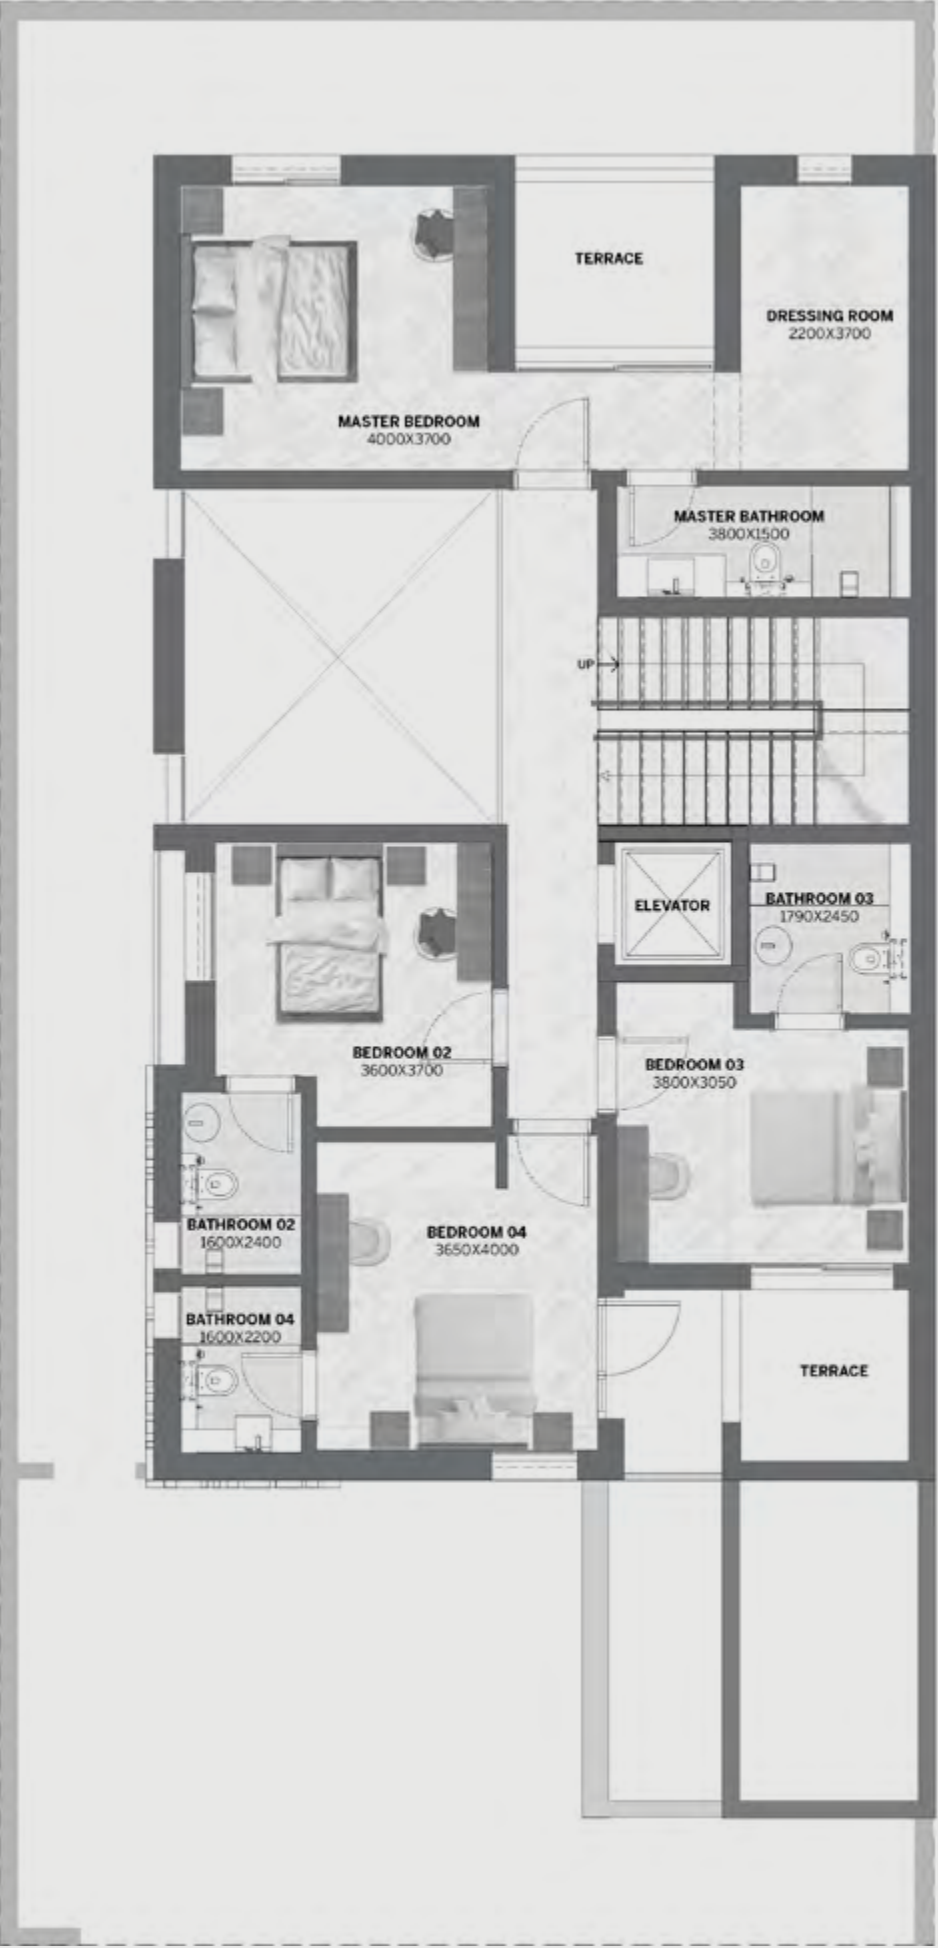 TERRACE
DRESSING ROOM
2200X3700
MASTER BEDROOM
4000X3700
MASTER BATHROOM
3800X1500
UP
ELEVATOR
BATHROOM 03
1790X2450
BEDROOM 02
3600X3700
BEDROOM 03
3800X3050
BATHROOM 02
1600X2400
BEDROOM 04
3650X4000
BATHROOM 04
1600X2200
TERRACE